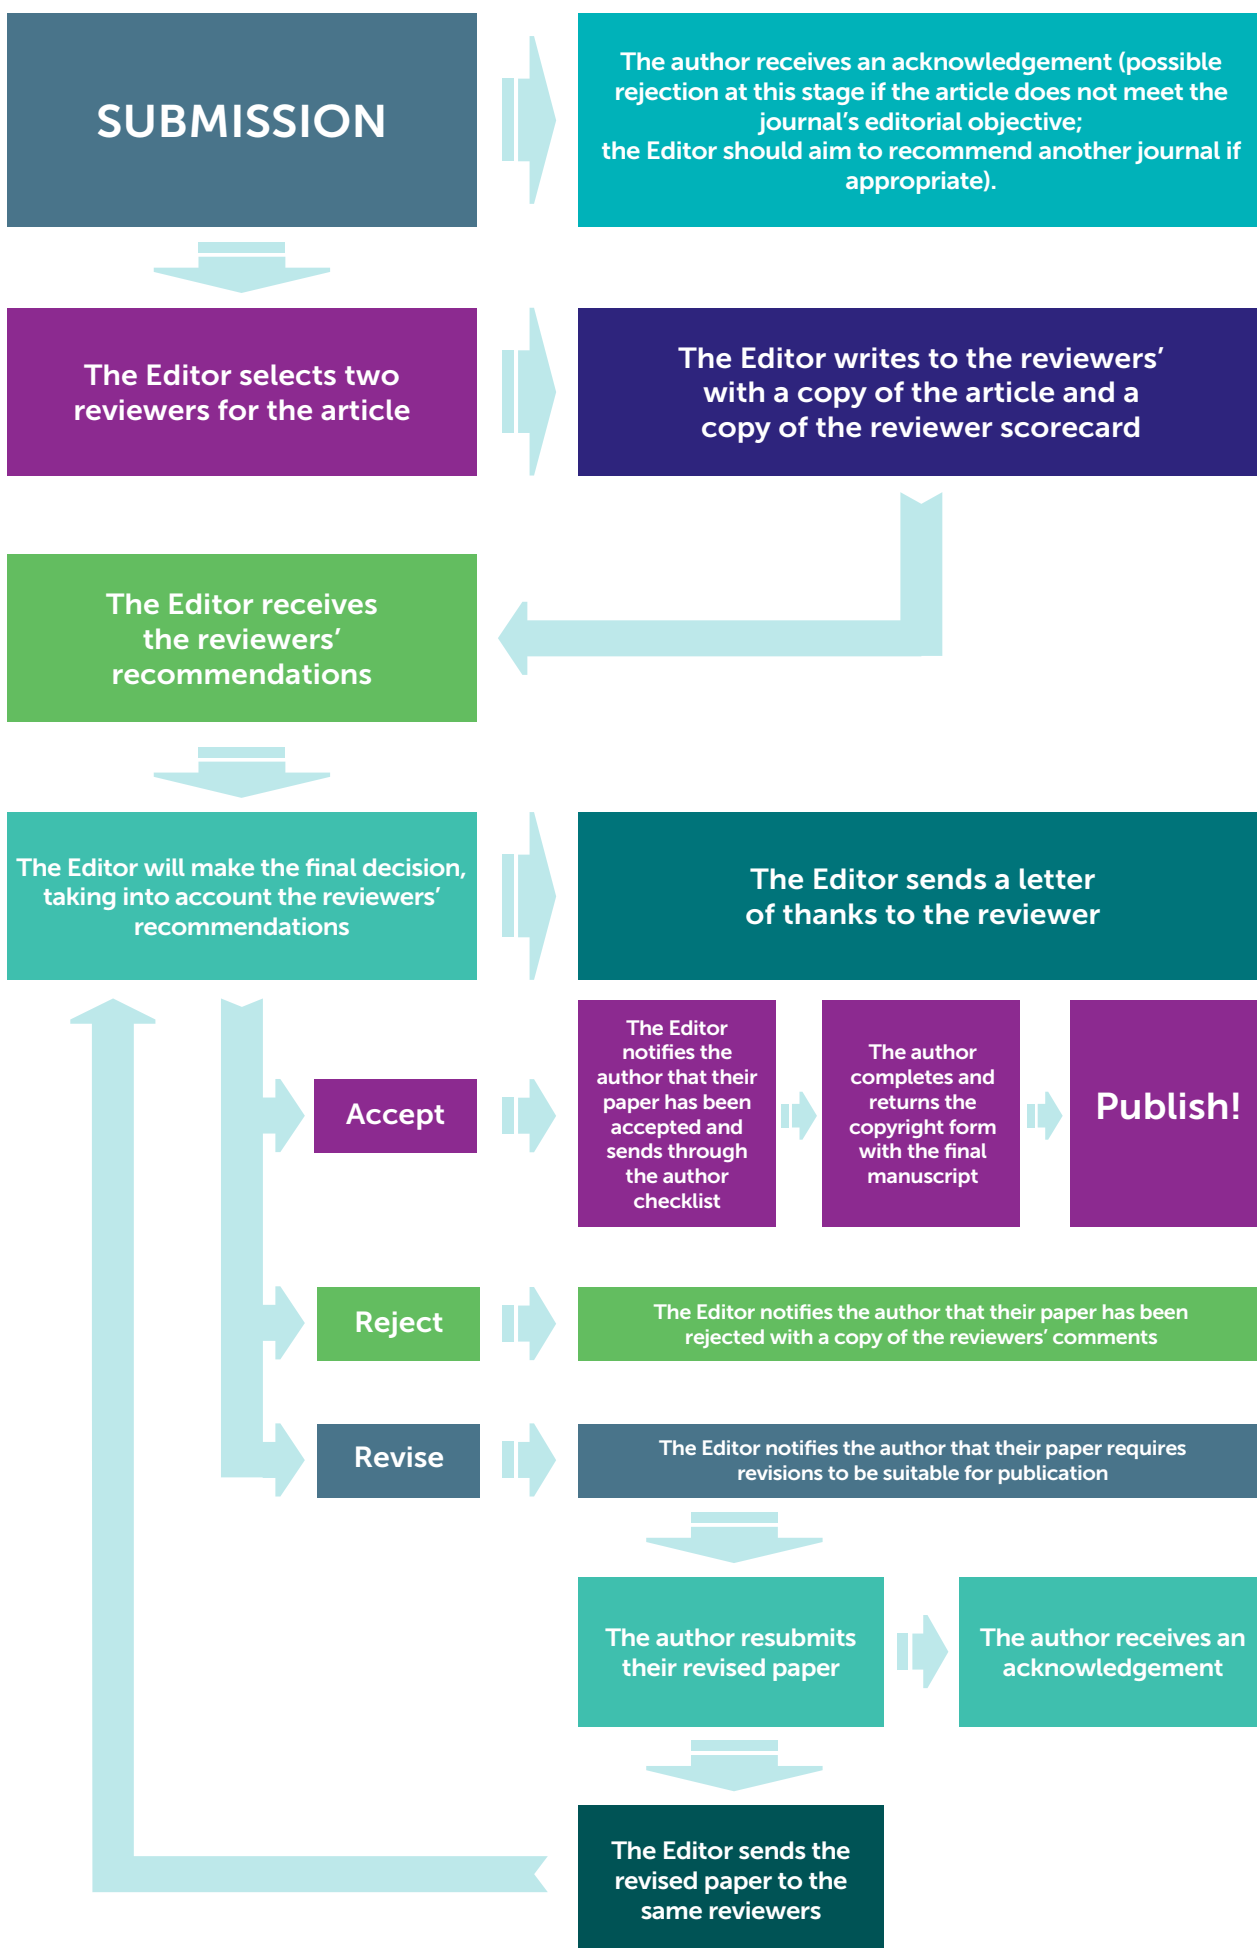 SUBMISSION
The author receives an acknowledgement (possible
rejection at this stage if the article does not meet the
journal’s editorial objective;
the Editor should aim to recommend another journal if
appropriate).
The Editor selects two
reviewers for the article
The Editor writes to the reviewers’
with a copy of the article and a
copy of the reviewer scorecard
The Editor receives
the reviewers’
recommendations
The Editor will make the final decision,
taking into account the reviewers’
recommendations
The Editor sends a letter
of thanks to the reviewer
Accept
The Editor
notifies the
author that their
paper has been
accepted and
sends through
the author
checklist
The author
completes and
returns the
copyright form
with the final
manuscript
Publish!
Reject
The Editor notifies the author that their paper has been
rejected with a copy of the reviewers’ comments
Revise
The Editor notifies the author that their paper requires
revisions to be suitable for publication
The author resubmits
their revised paper
The author receives an
acknowledgement
The Editor sends the
revised paper to the
same reviewers